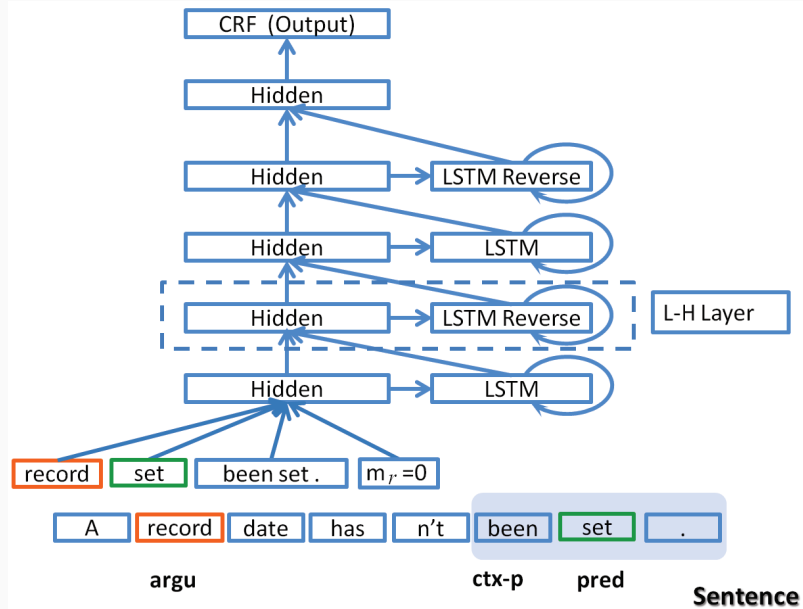 CRF (Output)
Hidden
Hidden LSTM Reverse
Hidden LSTM
Hidden LSTM Reverse L-H Layer
Hidden LSTM
record set been set . mᵣ=0
A record date has n't been set .
argu ctx-p pred
Sentence